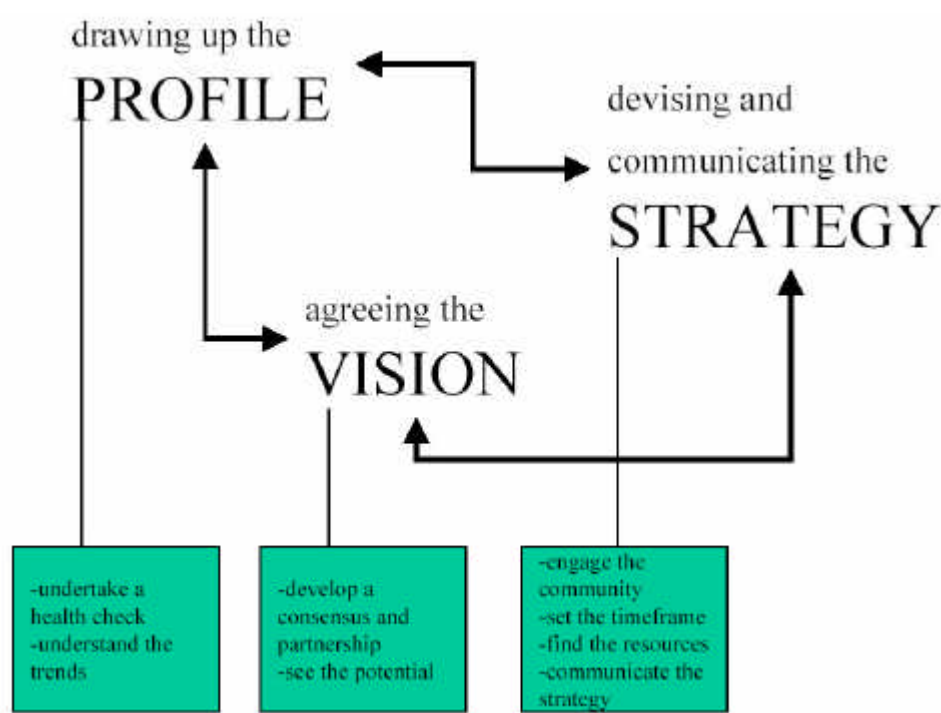 drawing up the
PROFILE
devising and
communicating the
STRATEGY
agreeing the
VISION
-undertake a
health check
-understand the
trends
-develop a
consensus and
partnership
-see the potential
-engage the
community
-set the timeframe
-find the resources
-communicate the
strategy